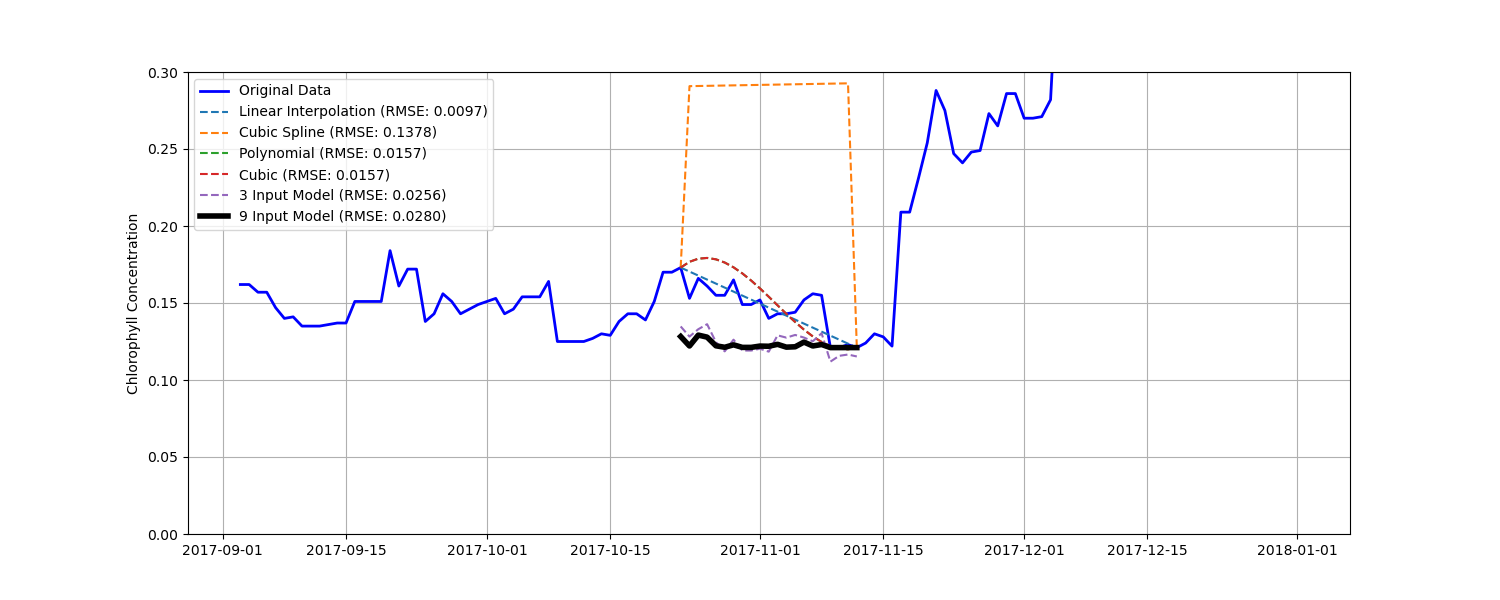 0.30
0.25
0.20
0.15
0.10
0.05
0.00
Chlorophyll Concentration
Original Data
Linear Interpolation (RMSE: 0.0097)
Cubic Spline (RMSE: 0.1378)
Polynomial (RMSE: 0.0157)
Cubic (RMSE: 0.0157)
3 Input Model (RMSE: 0.0256)
9 Input Model (RMSE: 0.0280)
2017-09-01 2017-09-15 2017-10-01 2017-10-15 2017-11-01 2017-11-15 2017-12-01 2017-12-15 2018-01-01